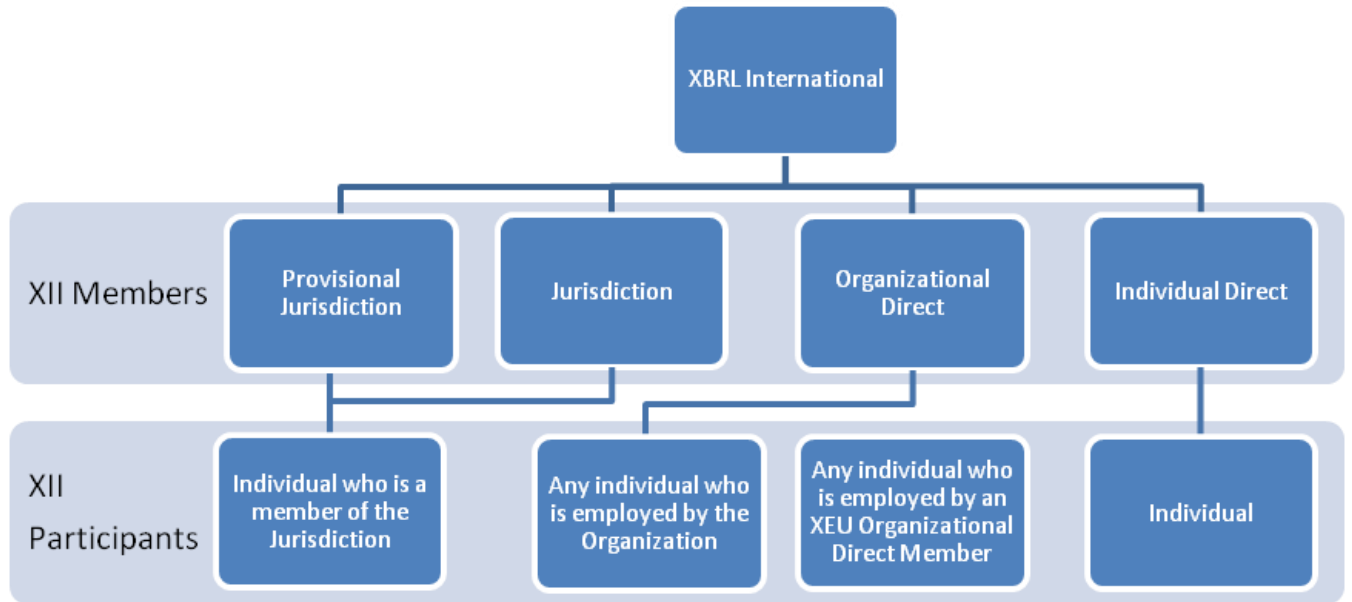 XBRL International
XII Members
Provisional
Jurisdiction
Jurisdiction
Organizational
Direct
Individual Direct
XII
Participants
Individual who is a
member of the
Jurisdiction
Any individual who
is employed by the
Organization
Any individual who
is employed by an
XEU Organizational
Direct Member
Individual